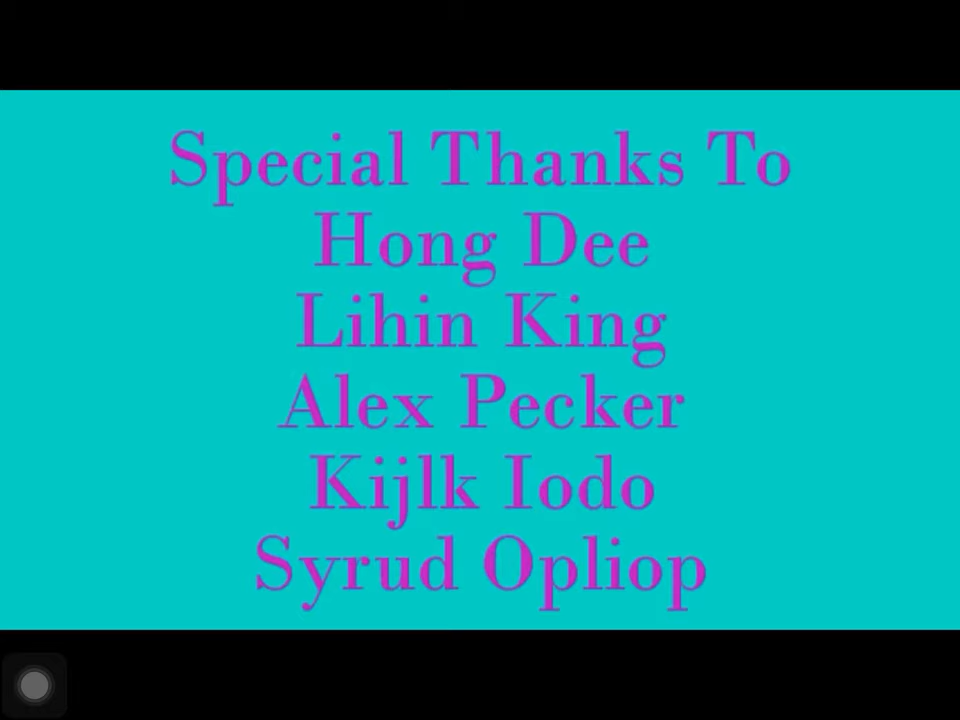 Special Thanks To
Hong Dee
Lihin King
Alex Pecker
Kijlk Iodo
Syrud Opliop